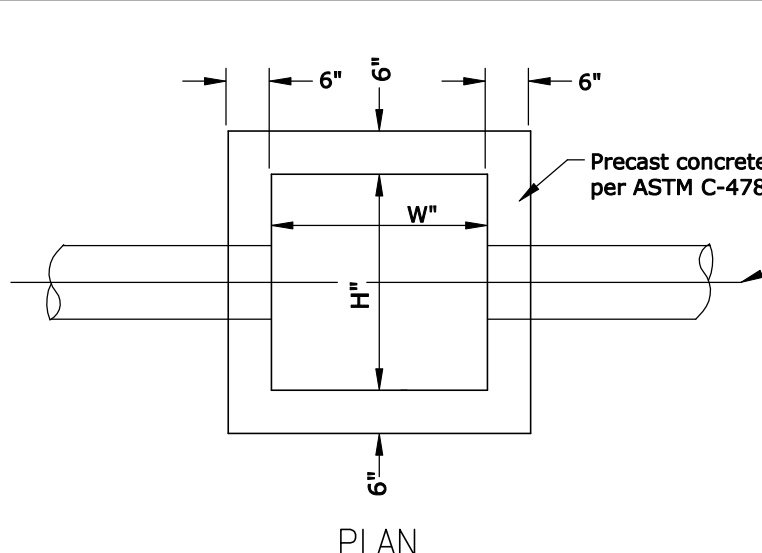 6"
6"
6"
Precast concrete
per ASTM C-478
W"
H"
6"
PLAN